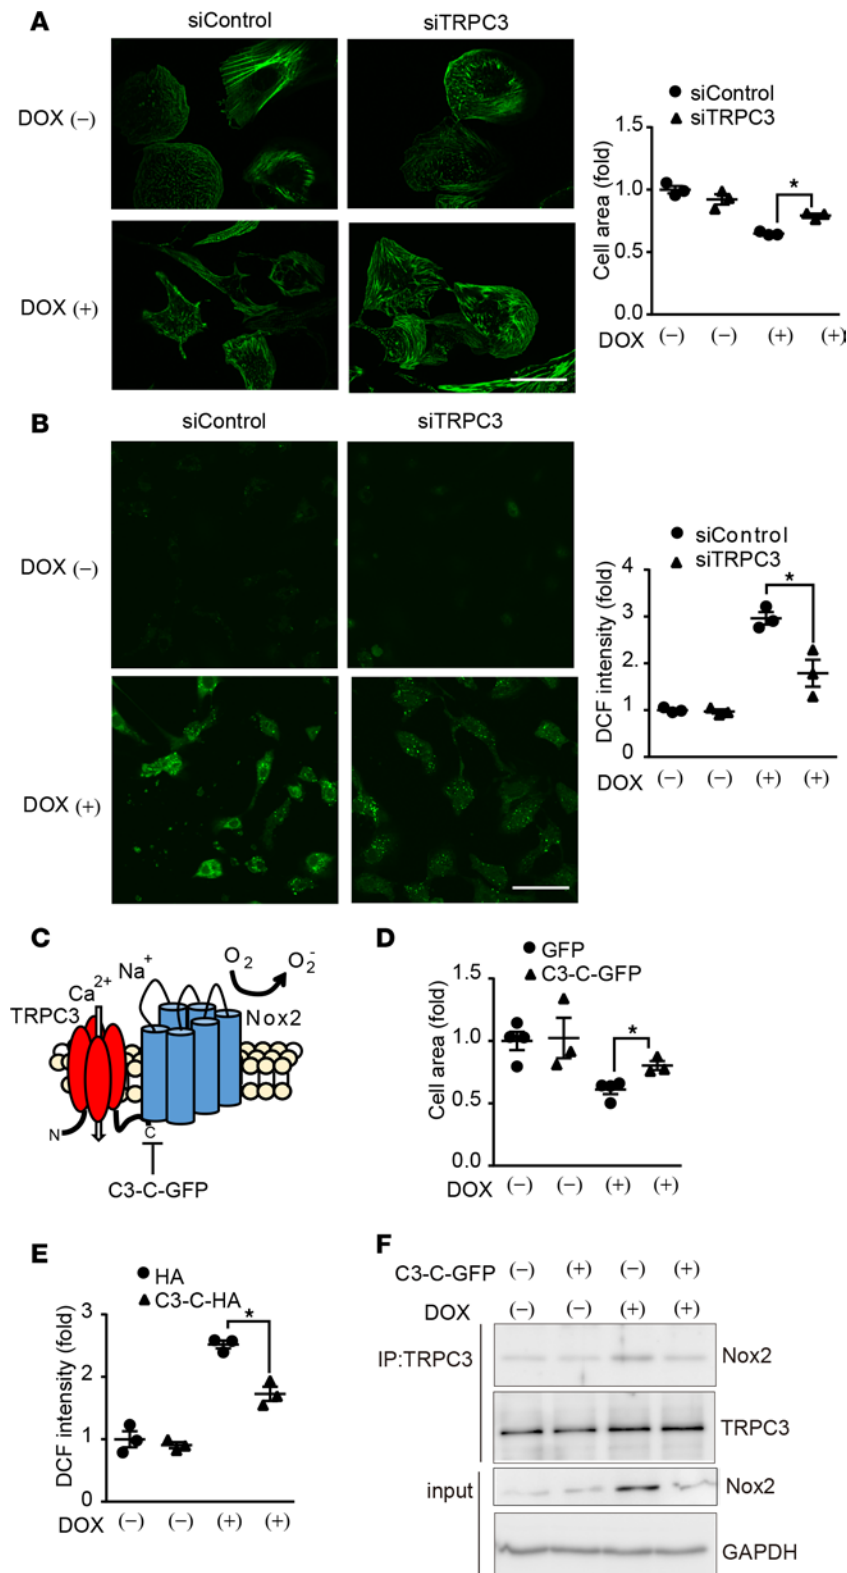 A
siControl
siTRPC3
DOX (−)
DOX (+)
siControl
siTRPC3
Cell area (fold)
1.5
1.0
0.5
0.0
*
DOX (−) (−) (+) (+)
B
siControl
siTRPC3
DOX (−)
DOX (+)
siControl
siTRPC3
DCF intensity (fold)
4
3
2
1
0
*
DOX (−) (−) (+) (+)
C
TRPC3
Ca2+
Na+
O2
O2-
Nox2
N
C
C3-C-GFP
D
GFP
C3-C-GFP
Cell area (fold)
1.5
1.0
0.5
0.0
*
DOX (−) (−) (+) (+)
E
HA
C3-C-HA
DCF intensity (fold)
3
2
1
0
*
DOX (−) (−) (+) (+)
F
C3-C-GFP (−) (+) (−) (+)
DOX (−) (−) (+) (+)
IP:TRPC3
Nox2
TRPC3
input
Nox2
GAPDH